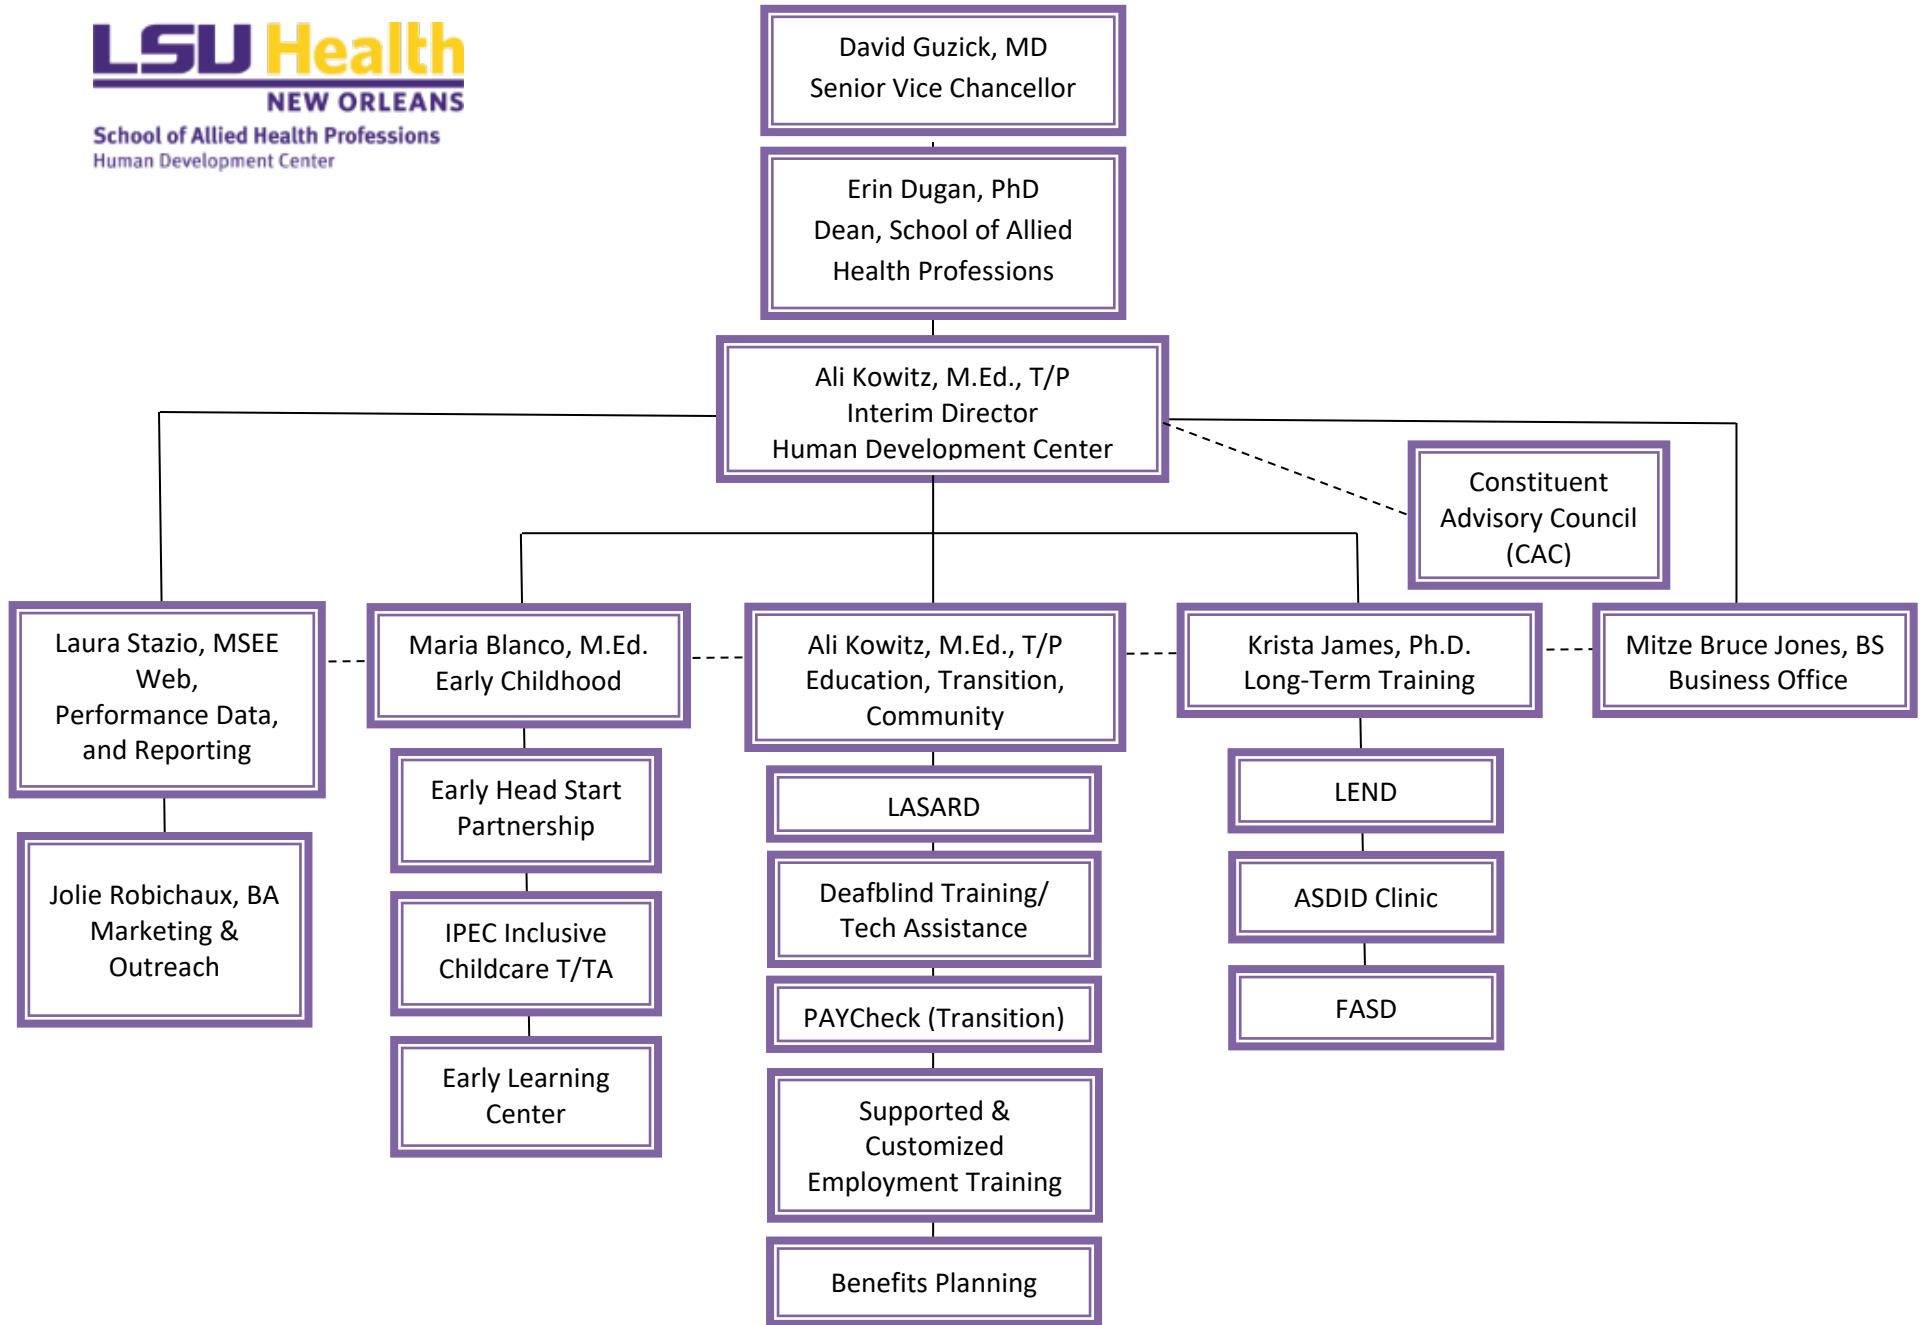 LSU Health
NEW ORLEANS
School of Allied Health Professions
Human Development Center
David Guzick, MD
Senior Vice Chancellor
Erin Dugan, PhD
Dean, School of Allied
Health Professions
Ali Kowitz, M.Ed., T/P
Interim Director
Human Development Center
Constituent
Advisory Council
(CAC)
Laura Stazio, MSEE
Web,
Performance Data,
and Reporting
Jolie Robichaux, BA
Marketing &
Outreach
Maria Blanco, M.Ed.
Early Childhood
Early Head Start
Partnership
IPEC Inclusive
Childcare T/TA
Early Learning
Center
Ali Kowitz, M.Ed., T/P
Education, Transition,
Community
LASARD
Deafblind Training/
Tech Assistance
PAYCheck (Transition)
Supported &
Customized
Employment Training
Benefits Planning
Krista James, Ph.D.
Long-Term Training
LEND
ASDID Clinic
FASD
Mitze Bruce Jones, BS
Business Office